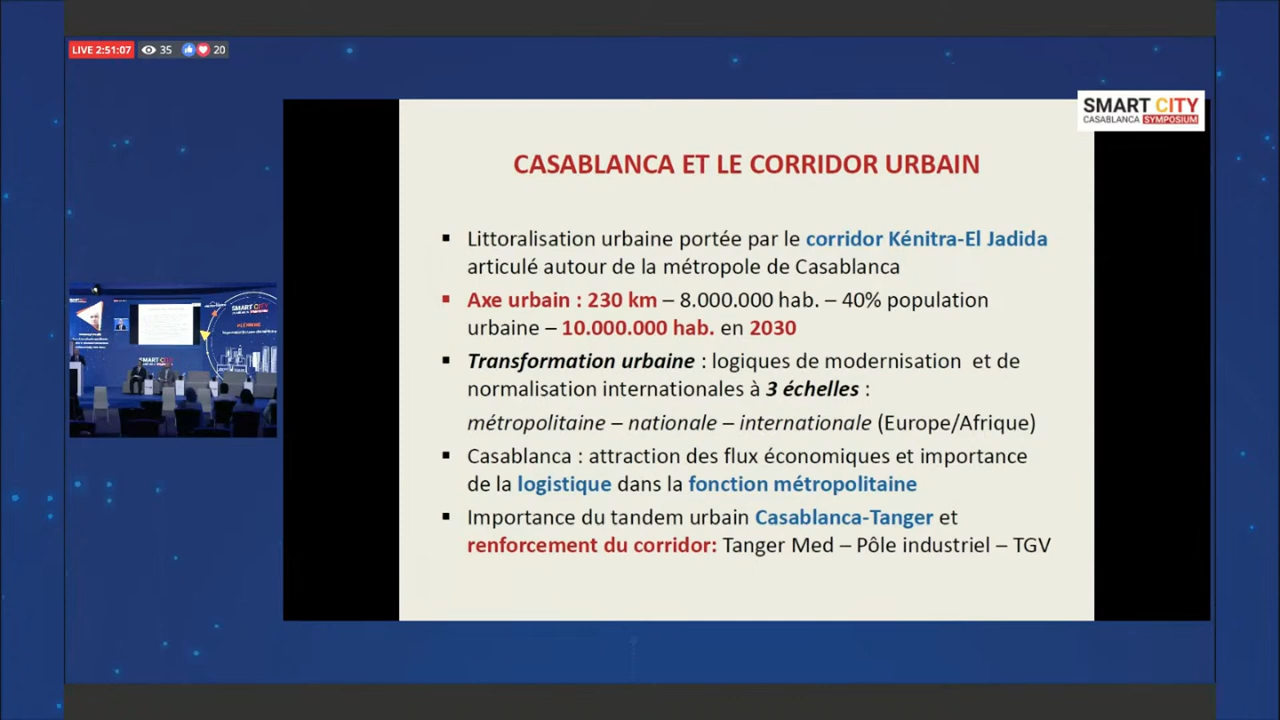 LIVE 2:51:07
35
20
SMART CITY
CASABLANCA SYMPOSIUM
CASABLANCA ET LE CORRIDOR URBAIN
▪ Littoralisation urbaine portée par le corridor Kénitra-El Jadida
articulé autour de la métropole de Casablanca
▪ Axe urbain : 230 km – 8.000.000 hab. – 40% population
urbaine – 10.000.000 hab. en 2030
▪ Transformation urbaine : logiques de modernisation et de
normalisation internationales à 3 échelles :
métropolitaine – nationale – internationale (Europe/Afrique)
▪ Casablanca : attraction des flux économiques et importance
de la logistique dans la fonction métropolitaine
▪ Importance du tandem urbain Casablanca-Tanger et
renforcement du corridor: Tanger Med – Pôle industriel – TGV
SMART CITY
SMART CITY